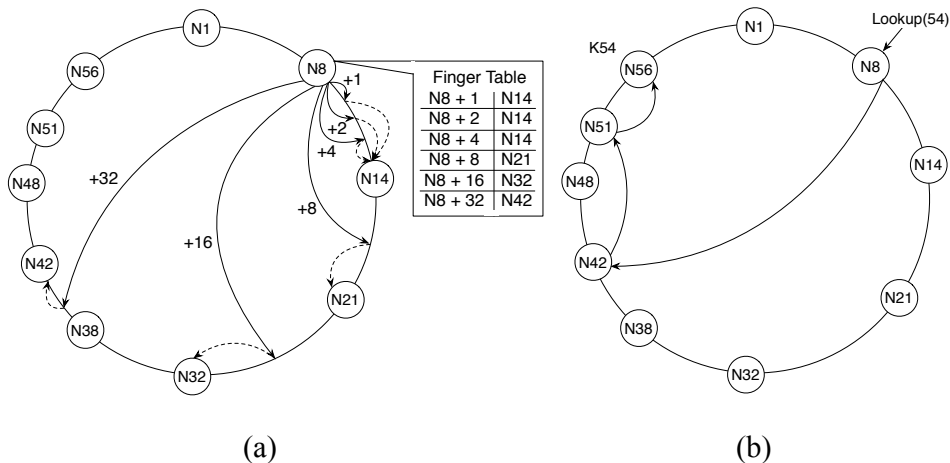 N1
N8
N56
N51
N48
N42
N38
N32
N21
N14
+1
+2
+4
+8
+16
+32
Finger Table
N8 + 1 N14
N8 + 2 N14
N8 + 4 N14
N8 + 8 N21
N8 + 16 N32
N8 + 32 N42
(a)
Lookup(54)
N1
N8
K54
N56
N51
N48
N42
N38
N32
N21
N14
(b)